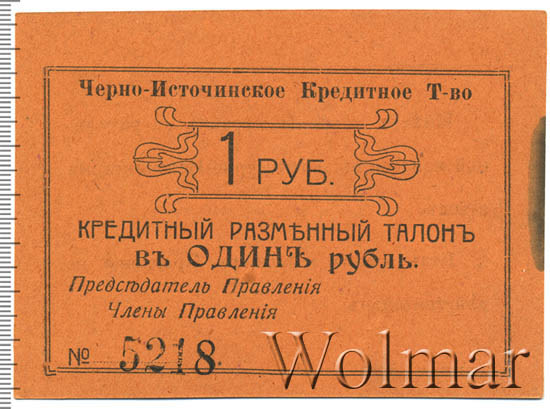 Черно-Источинское Кредитное Т-во
1 РУБ.
КРЕДИТНЫЙ РАЗМѢННЫЙ ТАЛОНЪ
въ ОДИНЪ рубль.
Предсѣдатель Правленія
Члены Правленія
№ 5218
Wolmar